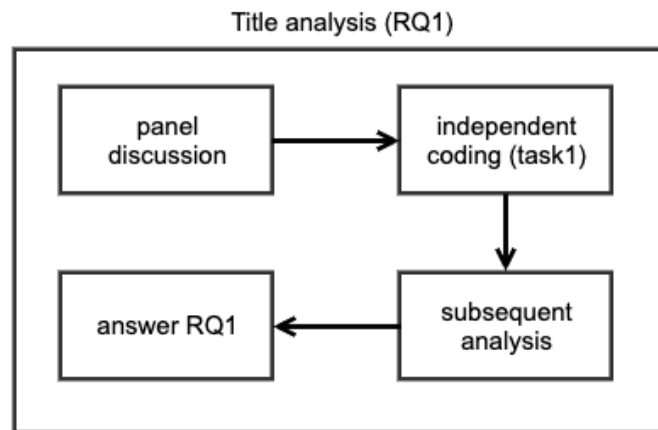 Title analysis (RQ1)
panel
discussion
independent
coding (task1)
answer RQ1
subsequent
analysis